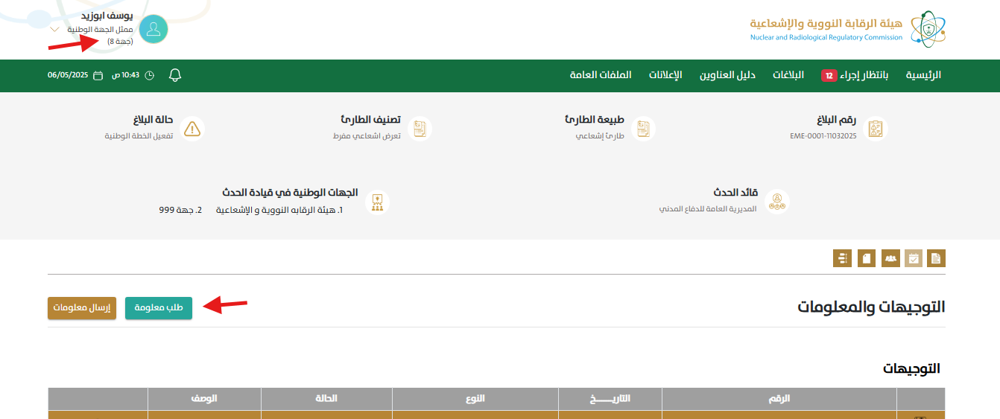 هيئة الرقابة النووية والإشعاعية
Nuclear and Radiological Regulatory Commission
يوسف ابوزيد
ممثل الجهة الوطنية
(جهة 8)
الرئيسية
بانتظار إجراء 12
البلاغات
دليل العناوين
الإعلانات
الملفات العامة
10:43 ص
06/05/2025
رقم البلاغ
EME-0001-11032025
طبيعة الطارئ
طارئ إشعاعي
تصنيف الطارئ
تعرض اشعاعي مفرط
حالة البلاغ
تفعيل الخطة الوطنية
قائد الحدث
المديرية العامة للدفاع المدني
الجهات الوطنية في قيادة الحدث
1. هيئة الرقابه النووية و الإشعاعية
2. جهة 999
التوجيهات والمعلومات
طلب معلومة
إرسال معلومات
التوجيهات
الرقم
التاريـــــخ
النوع
الحالة
الوصف